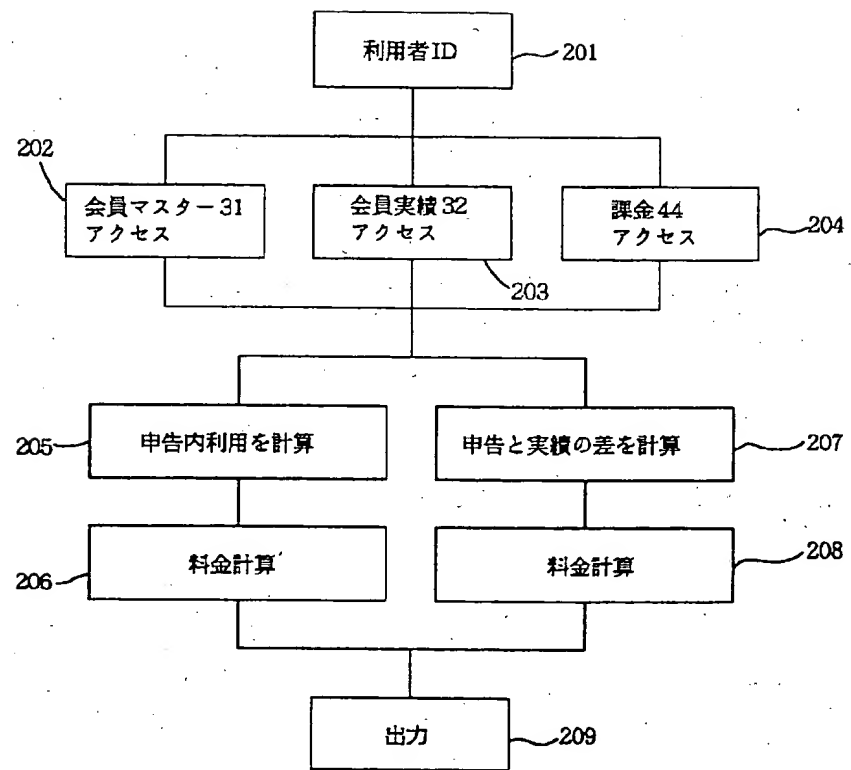 利用者ID
201
202
会員マスター31
アクセス
会員実績32
アクセス
203
課金44
アクセス
204
205
申告内利用を計算
申告と実績の差を計算
207
206
料金計算
料金計算
208
出力
209